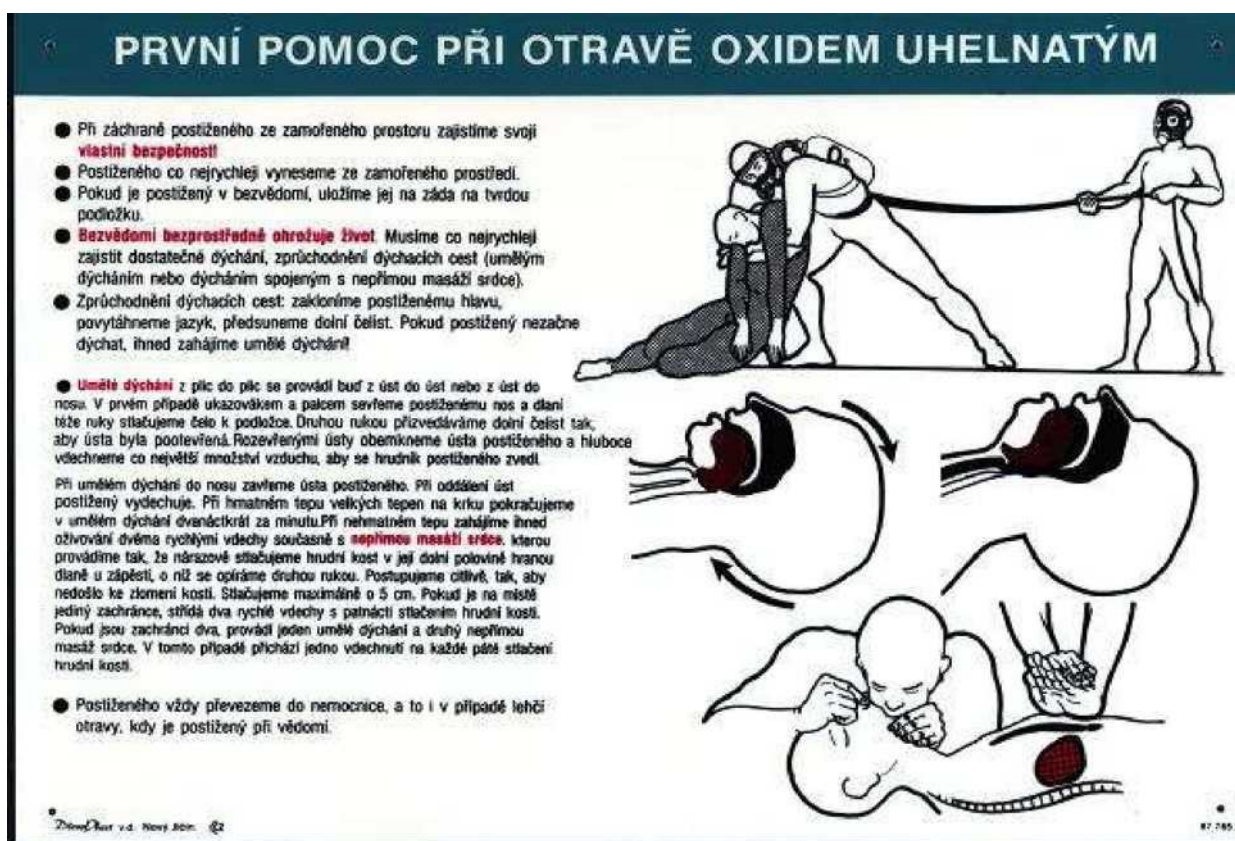 PRVNÍ POMOC PŘI OTRAVĚ OXIDEM UHELNATÝM
● Při záchraně postiženého ze zamořeného prostoru zajistíme svoji
vlastní bezpečnost!
● Postiženého co nejrychleji vyneseme ze zamořeného prostředí.
● Pokud je postižený v bezvědomí, uložíme jej na záda na tvrdou
podložku.
● Bezvědomí bezprostředně ohrožuje život. Musíme co nejrychleji
zajistit dostatečné dýchání, zprůchodnění dýchacích cest (umělým
dýcháním nebo dýcháním spojeným s nepřímou masáží srdce).
● Zprůchodnění dýchacích cest: zakloníme postiženému hlavu,
povytáhneme jazyk, předsuneme dolní čelist. Pokud postižený nezačne
dýchat, ihned zahájíme umělé dýchání!
● Umělé dýchání z plic do plic se provádí buď z úst do úst nebo z úst do
nosu. V prvém případě ukazovákem a palcem sevřeme postiženému nos a dlaní
téže ruky stlačujeme čelo k podložce. Druhou rukou přizvedáváme dolní čelist tak,
aby ústa byla pootevřená. Rozevřenými ústy obemkneme ústa postiženého a hluboce
vdechneme co největší množství vzduchu, aby se hrudník postiženého zvedl.
Při umělém dýchání do nosu zavřeme ústa postiženého. Při oddálení úst
postižený vydechuje. Při hmatném tepu velkých tepen na krku pokračujeme
v umělém dýchání dvanáctkrát za minutu.Při nehmatném tepu zahájíme ihned
oživování dvěma rychlými vdechy současně s nepřímou masáží srdce, kterou
provádíme tak, že nárazově stlačujeme hrudní kost v její dolní polovině hranou
dlaně u zápěstí, o niž se opíráme druhou rukou. Postupujeme citlivě, tak, aby
nedošlo ke zlomení kosti. Stlačujeme maximálně o 5 cm. Pokud je na místě
jediný zachránce, střídá dva rychlé vdechy s patnácti stlačením hrudní kosti.
Pokud jsou zachránci dva, provádí jeden umělé dýchání a druhý nepřímou
masáž srdce. V tomto případě přichází jedno vdechnutí na každé páté stlačení
hrudní kosti.
● Postiženého vždy převezeme do nemocnice, a to i v případě lehčí
otravy, kdy je postižený při vědomí.
v.d. Nový Jičín